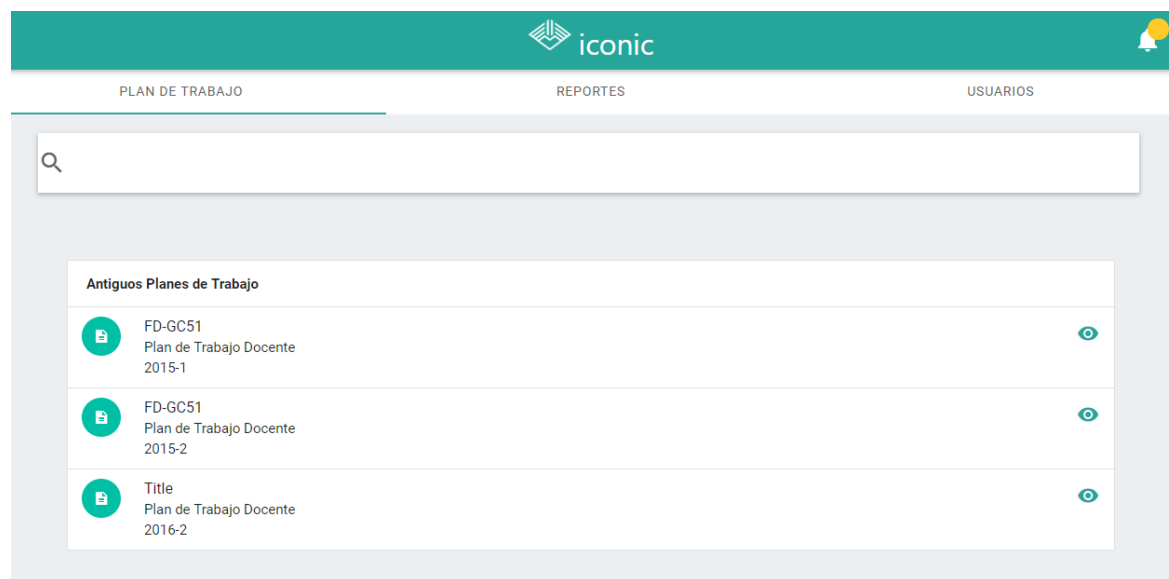 iconic
PLAN DE TRABAJO
REPORTES
USUARIOS
Antiguos Planes de Trabajo
FD-GC51
Plan de Trabajo Docente
2015-1
FD-GC51
Plan de Trabajo Docente
2015-2
Title
Plan de Trabajo Docente
2016-2